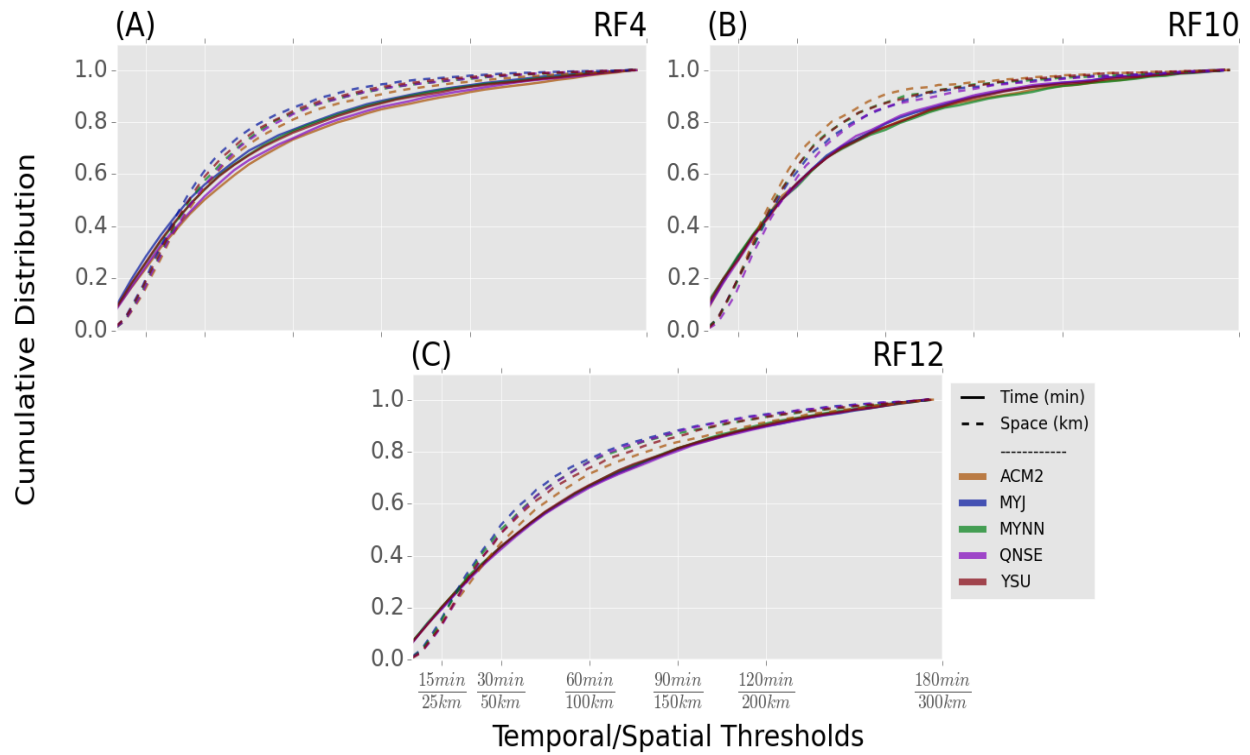 (A) RF4
(B) RF10
1.0
0.8
0.6
0.4
0.2
0.0
1.0
0.8
0.6
0.4
0.2
0.0
Cumulative Distribution
(C) RF12
1.0
0.8
0.6
0.4
0.2
0.0
Time (min)
Space (km)
------------
ACM2
MYJ
MYNN
QNSE
YSU
15min 30min 60min 90min 120min 180min
25km 50km 100km 150km 200km 300km
Temporal/Spatial Thresholds